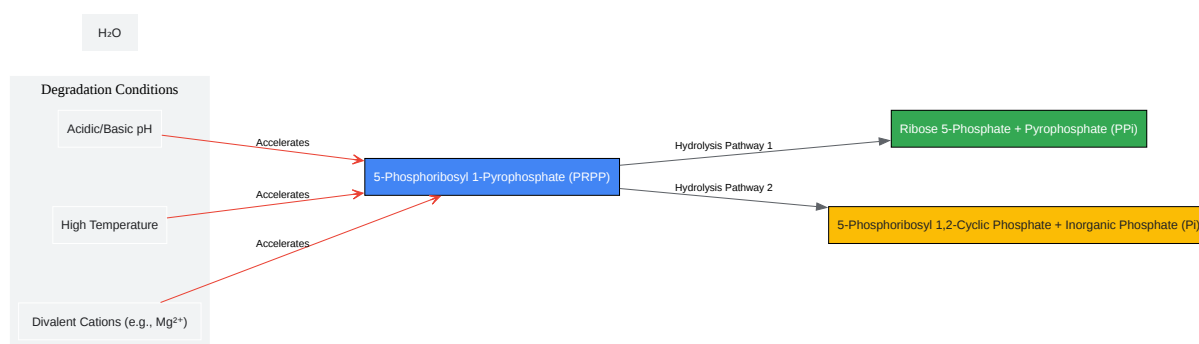 H₂O
Degradation Conditions
Acidic/Basic pH
Accelerates
High Temperature
Accelerates
Divalent Cations (e.g., Mg²⁺)
Accelerates
5-Phosphoribosyl 1-Pyrophosphate (PRPP)
Hydrolysis Pathway 1
Ribose 5-Phosphate + Pyrophosphate (PPi)
Hydrolysis Pathway 2
5-Phosphoribosyl 1,2-Cyclic Phosphate + Inorganic Phosphate (Pi)